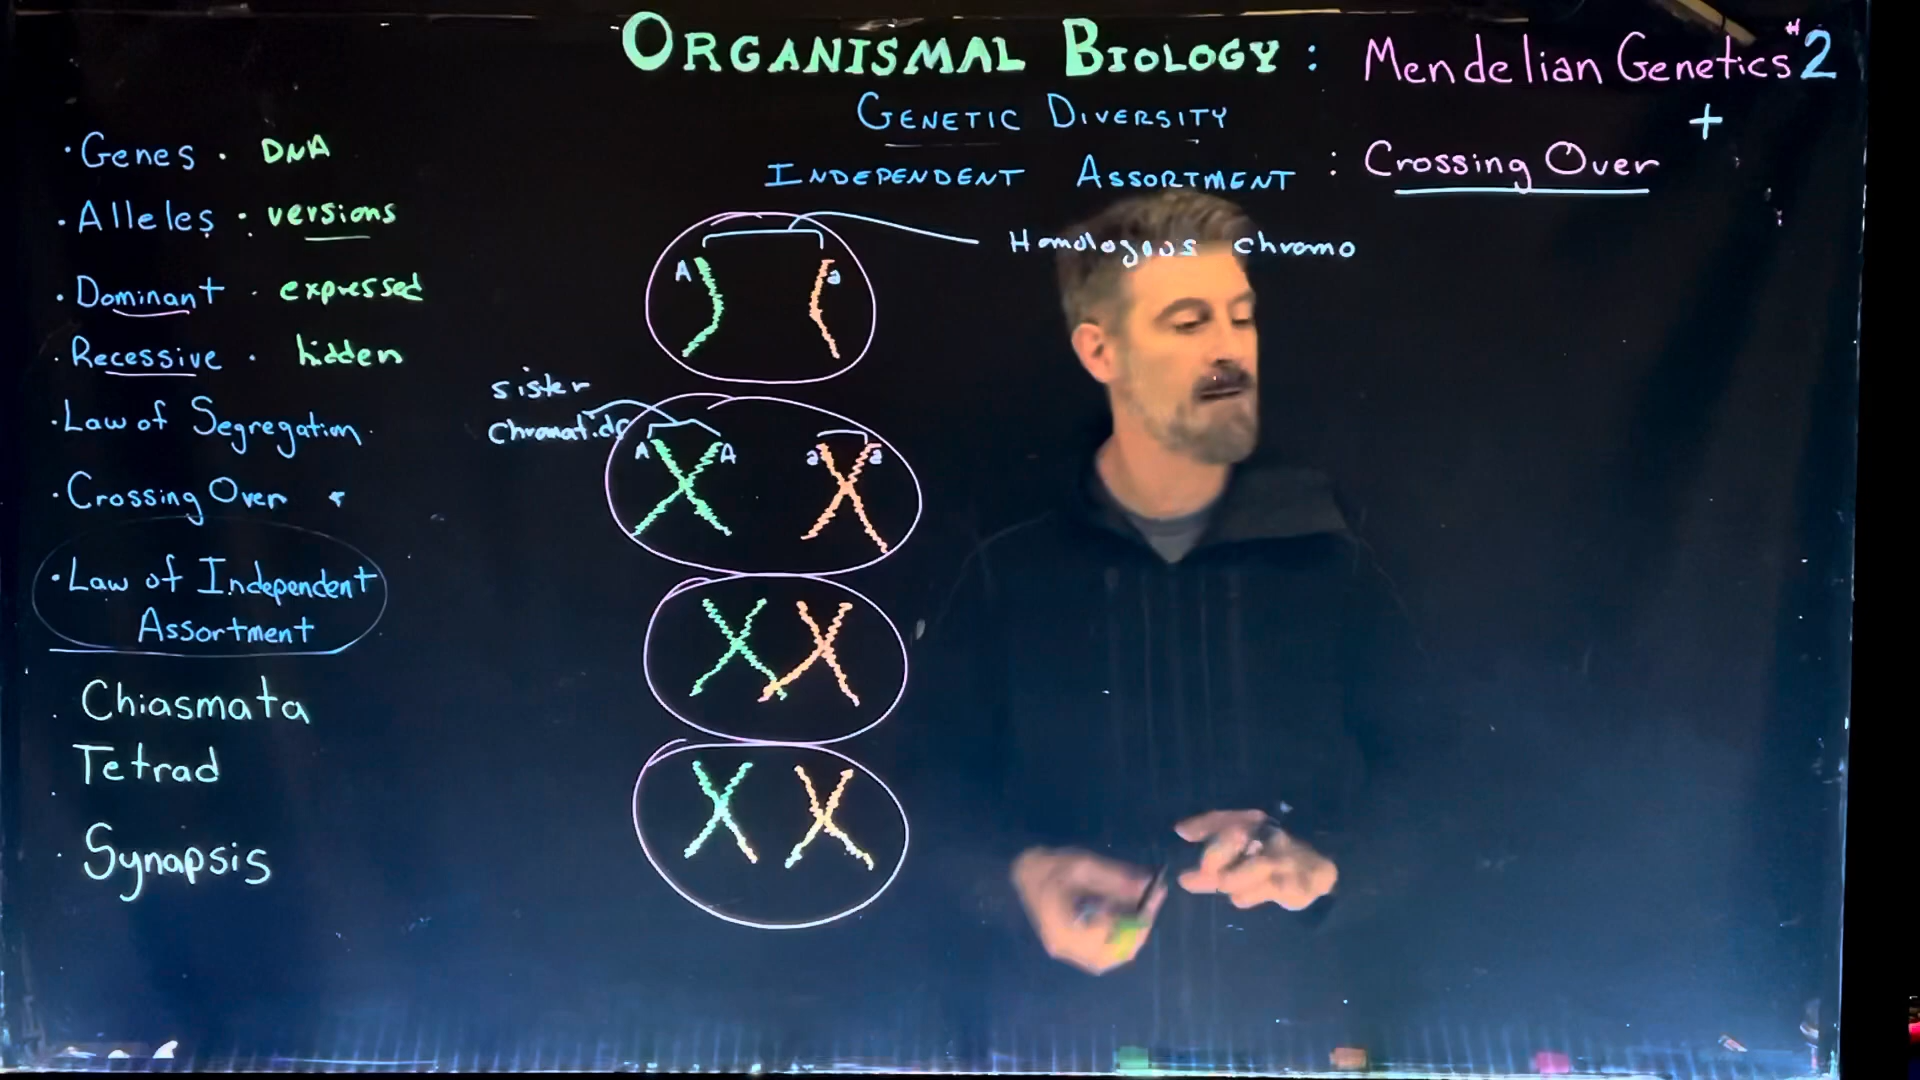 ORGANISMAL BIOLOGY : Mendelian Genetics #2
GENETIC DIVERSITY +
INDEPENDENT ASSORTMENT : Crossing Over
· Genes · DNA
· Alleles : versions
· Dominant · expressed
· Recessive · hidden
· Law of Segregation
· Crossing Over
· Law of Independent
ASSORTMENT
· Chiasmata
· Tetrad
· Synapsis
Homologous chromo
A a
sister
chromatids
A A a a